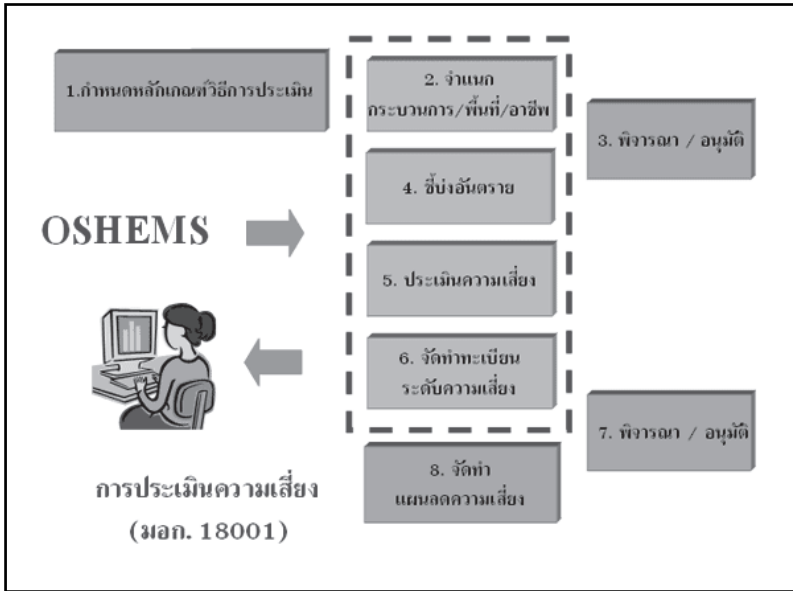 1.กำหนดหลักเกณฑ์วิธีการประเมิน
2. จำแนก
กระบวนการ/พื้นที่/อาชีพ
3. พิจารณา / อนุมัติ
4. ชี้บ่งอันตราย
OSHEMS
5. ประเมินความเสี่ยง
6. จัดทำทะเบียน
ระดับความเสี่ยง
7. พิจารณา / อนุมัติ
8. จัดทำ
แผนลดความเสี่ยง
การประเมินความเสี่ยง
(มอก. 18001)